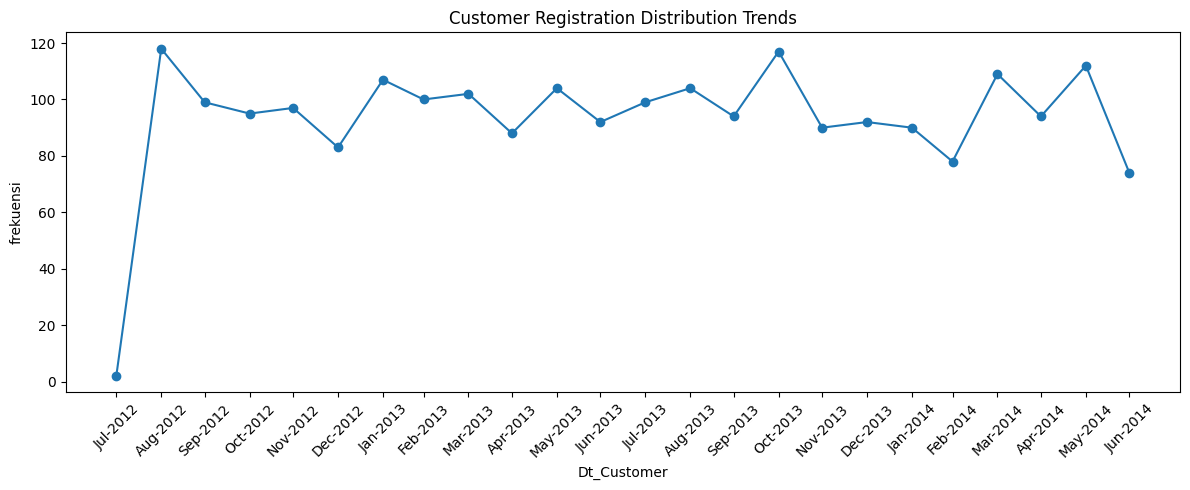 Customer Registration Distribution Trends
frekuensi
120
100
80
60
40
20
0
Jul-2012
Aug-2012
Sep-2012
Oct-2012
Nov-2012
Dec-2012
Jan-2013
Feb-2013
Mar-2013
Apr-2013
May-2013
Jun-2013
Jul-2013
Aug-2013
Sep-2013
Oct-2013
Nov-2013
Dec-2013
Jan-2014
Feb-2014
Mar-2014
Apr-2014
May-2014
Jun-2014
Dt_Customer